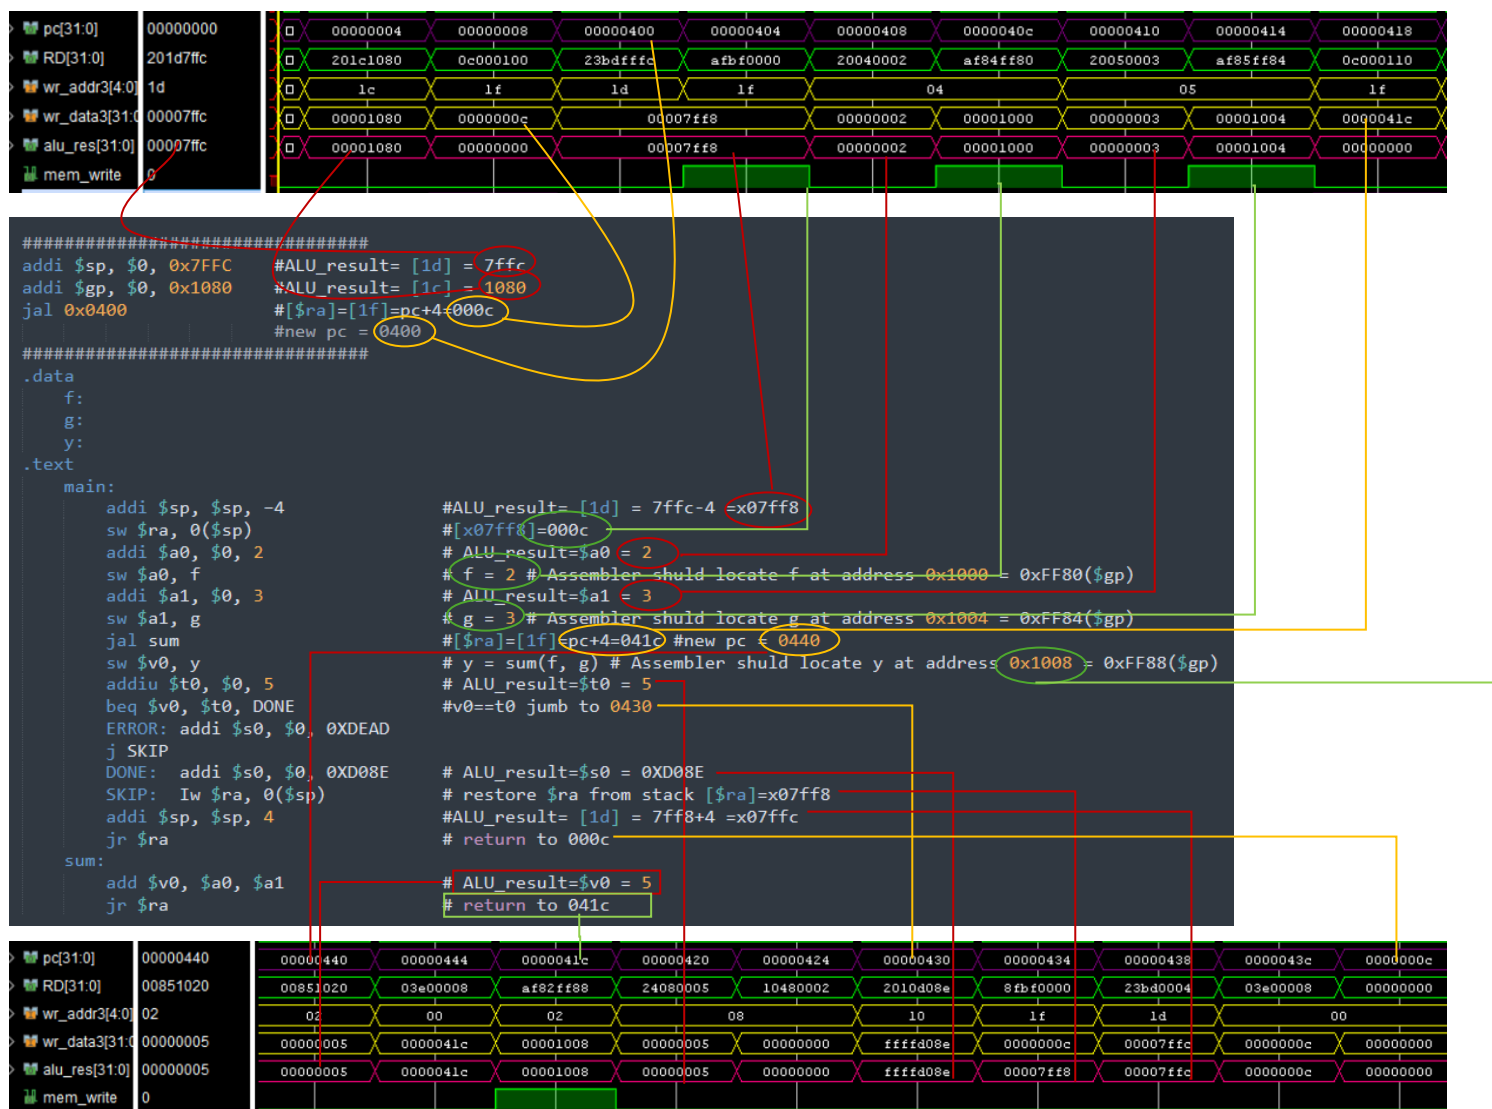 pc[31:0] 00000000 00000004 00000008 00000400 00000404 00000408 0000040c 00000410 00000414 00000418
RD[31:0] 201d7ffc 201c1080 0c000100 23bdfffc afbf0000 20040002 af84ff80 20050003 af85ff84 0c000110
wr_addr3[4:0] 1d 1c 1f 1d 1f 04 05 1f
wr_data3[31:0 00007ffc 00001080 0000000c 00007ff8 00000002 00001000 00000003 00001004 0000041c
alu_res[31:0] 00007ffc 00001080 00000000 00007ff8 00000002 00001000 00000003 00001004 00000000
mem_write 0
#################################
addi $sp, $0, 0x7FFC #ALU_result= [1d] = 7ffc
addi $gp, $0, 0x1080 #ALU_result= [1c] = 1080
jal 0x0400 #[$ra]=[1f]=pc+4=000c
#new pc = 0400
#################################
.data
f:
g:
y:
.text
main:
addi $sp, $sp, -4 #ALU_result= [1d] = 7ffc-4 =x07ff8
sw $ra, 0($sp) #[x07ff8]=000c
addi $a0, $0, 2 # ALU_result=$a0 = 2
sw $a0, f # f = 2 # Assembler shuld locate f at address 0x1000 = 0xFF80($gp)
addi $a1, $0, 3 # ALU_result=$a1 = 3
sw $a1, g # g = 3 # Assembler shuld locate g at address 0x1004 = 0xFF84($gp)
jal sum #[$ra]=[1f]=pc+4=041c #new pc = 0440
sw $v0, y # y = sum(f, g) # Assembler shuld locate y at address 0x1008 = 0xFF88($gp)
addiu $t0, $0, 5 # ALU_result=$t0 = 5
beq $v0, $t0, DONE #v0==t0 jumb to 0430
ERROR: addi $s0, $0, 0XDEAD
j SKIP
DONE: addi $s0, $0, 0XD08E # ALU_result=$s0 = 0XD08E
SKIP: Iw $ra, 0($sp) # restore $ra from stack [$ra]=x07ff8
addi $sp, $sp, 4 #ALU_result= [1d] = 7ff8+4 =x07ffc
jr $ra # return to 000c
sum:
add $v0, $a0, $a1 # ALU_result=$v0 = 5
jr $ra # return to 041c
pc[31:0] 00000440 00000440 00000444 0000041c 00000420 00000424 00000430 00000434 00000438 0000043c 0000000c
RD[31:0] 00851020 00851020 03e00008 af82ff88 24080005 10480002 2010d08e 8fbf0000 23bd0004 03e00008 00000000
wr_addr3[4:0] 02 02 00 02 08 10 1f 1d 00
wr_data3[31:0 00000005 00000005 0000041c 00001008 00000005 00000000 ffffd08e 0000000c 00007ffc 0000000c 00000000
alu_res[31:0] 00000005 00000005 0000041c 00001008 00000005 00000000 ffffd08e 00007ff8 00007ffc 0000000c 00000000
mem_write 0